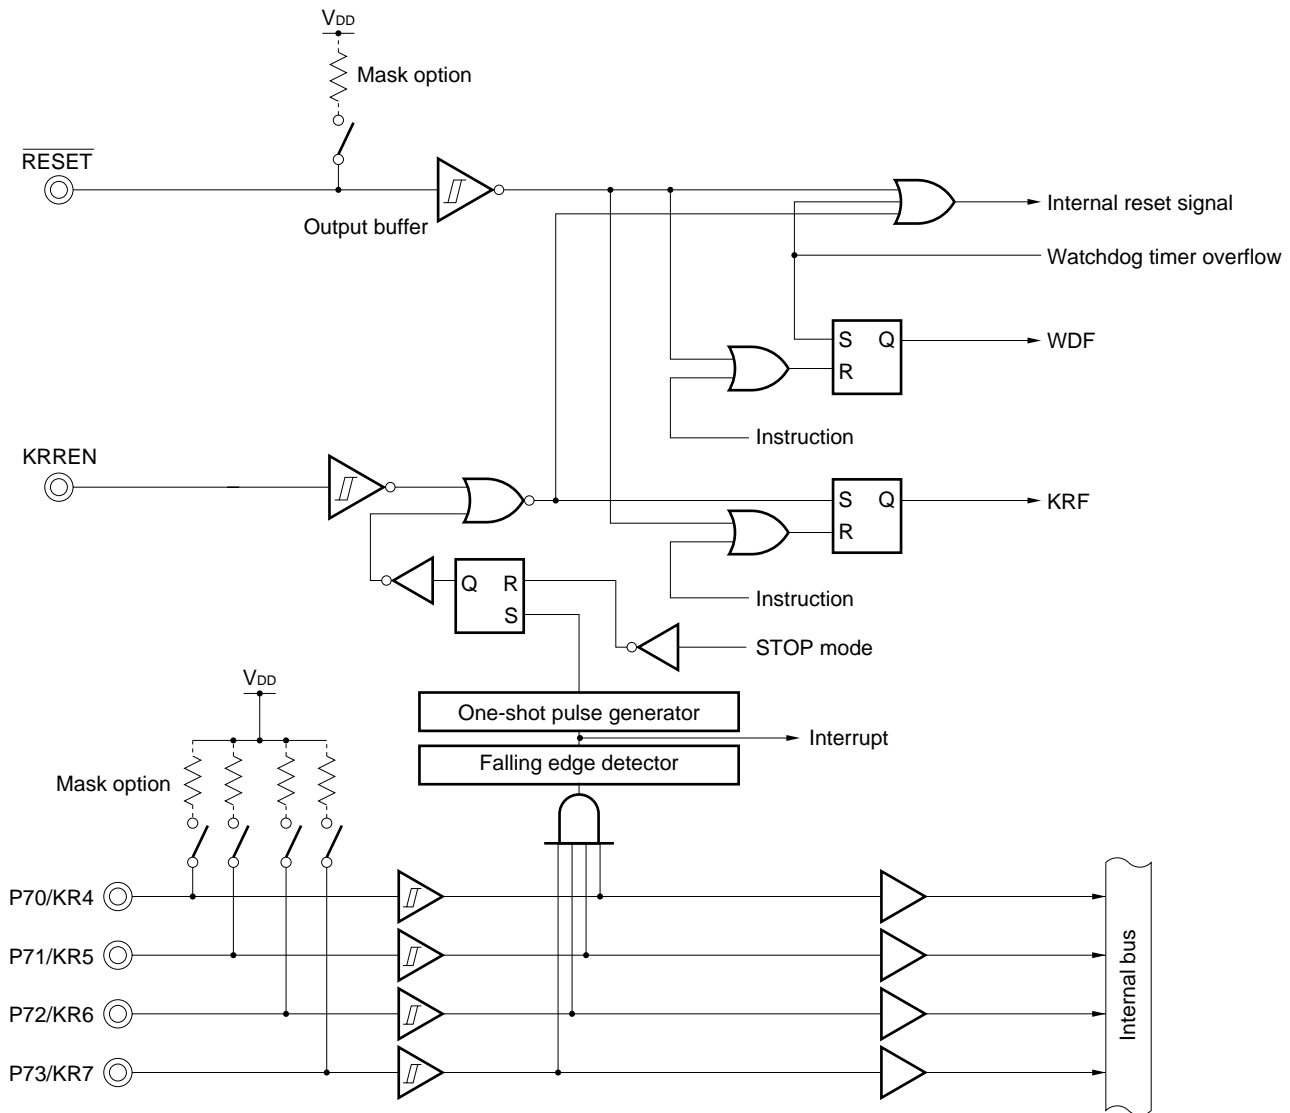 VDD
Mask option
RESET
Output buffer
Internal reset signal
Watchdog timer overflow
S Q
R
WDF
Instruction
KRREN
S Q
R
KRF
Q R
S
Instruction
STOP mode
VDD
One-shot pulse generator
Interrupt
Falling edge detector
Mask option
P70/KR4
P71/KR5
P72/KR6
P73/KR7
Internal bus